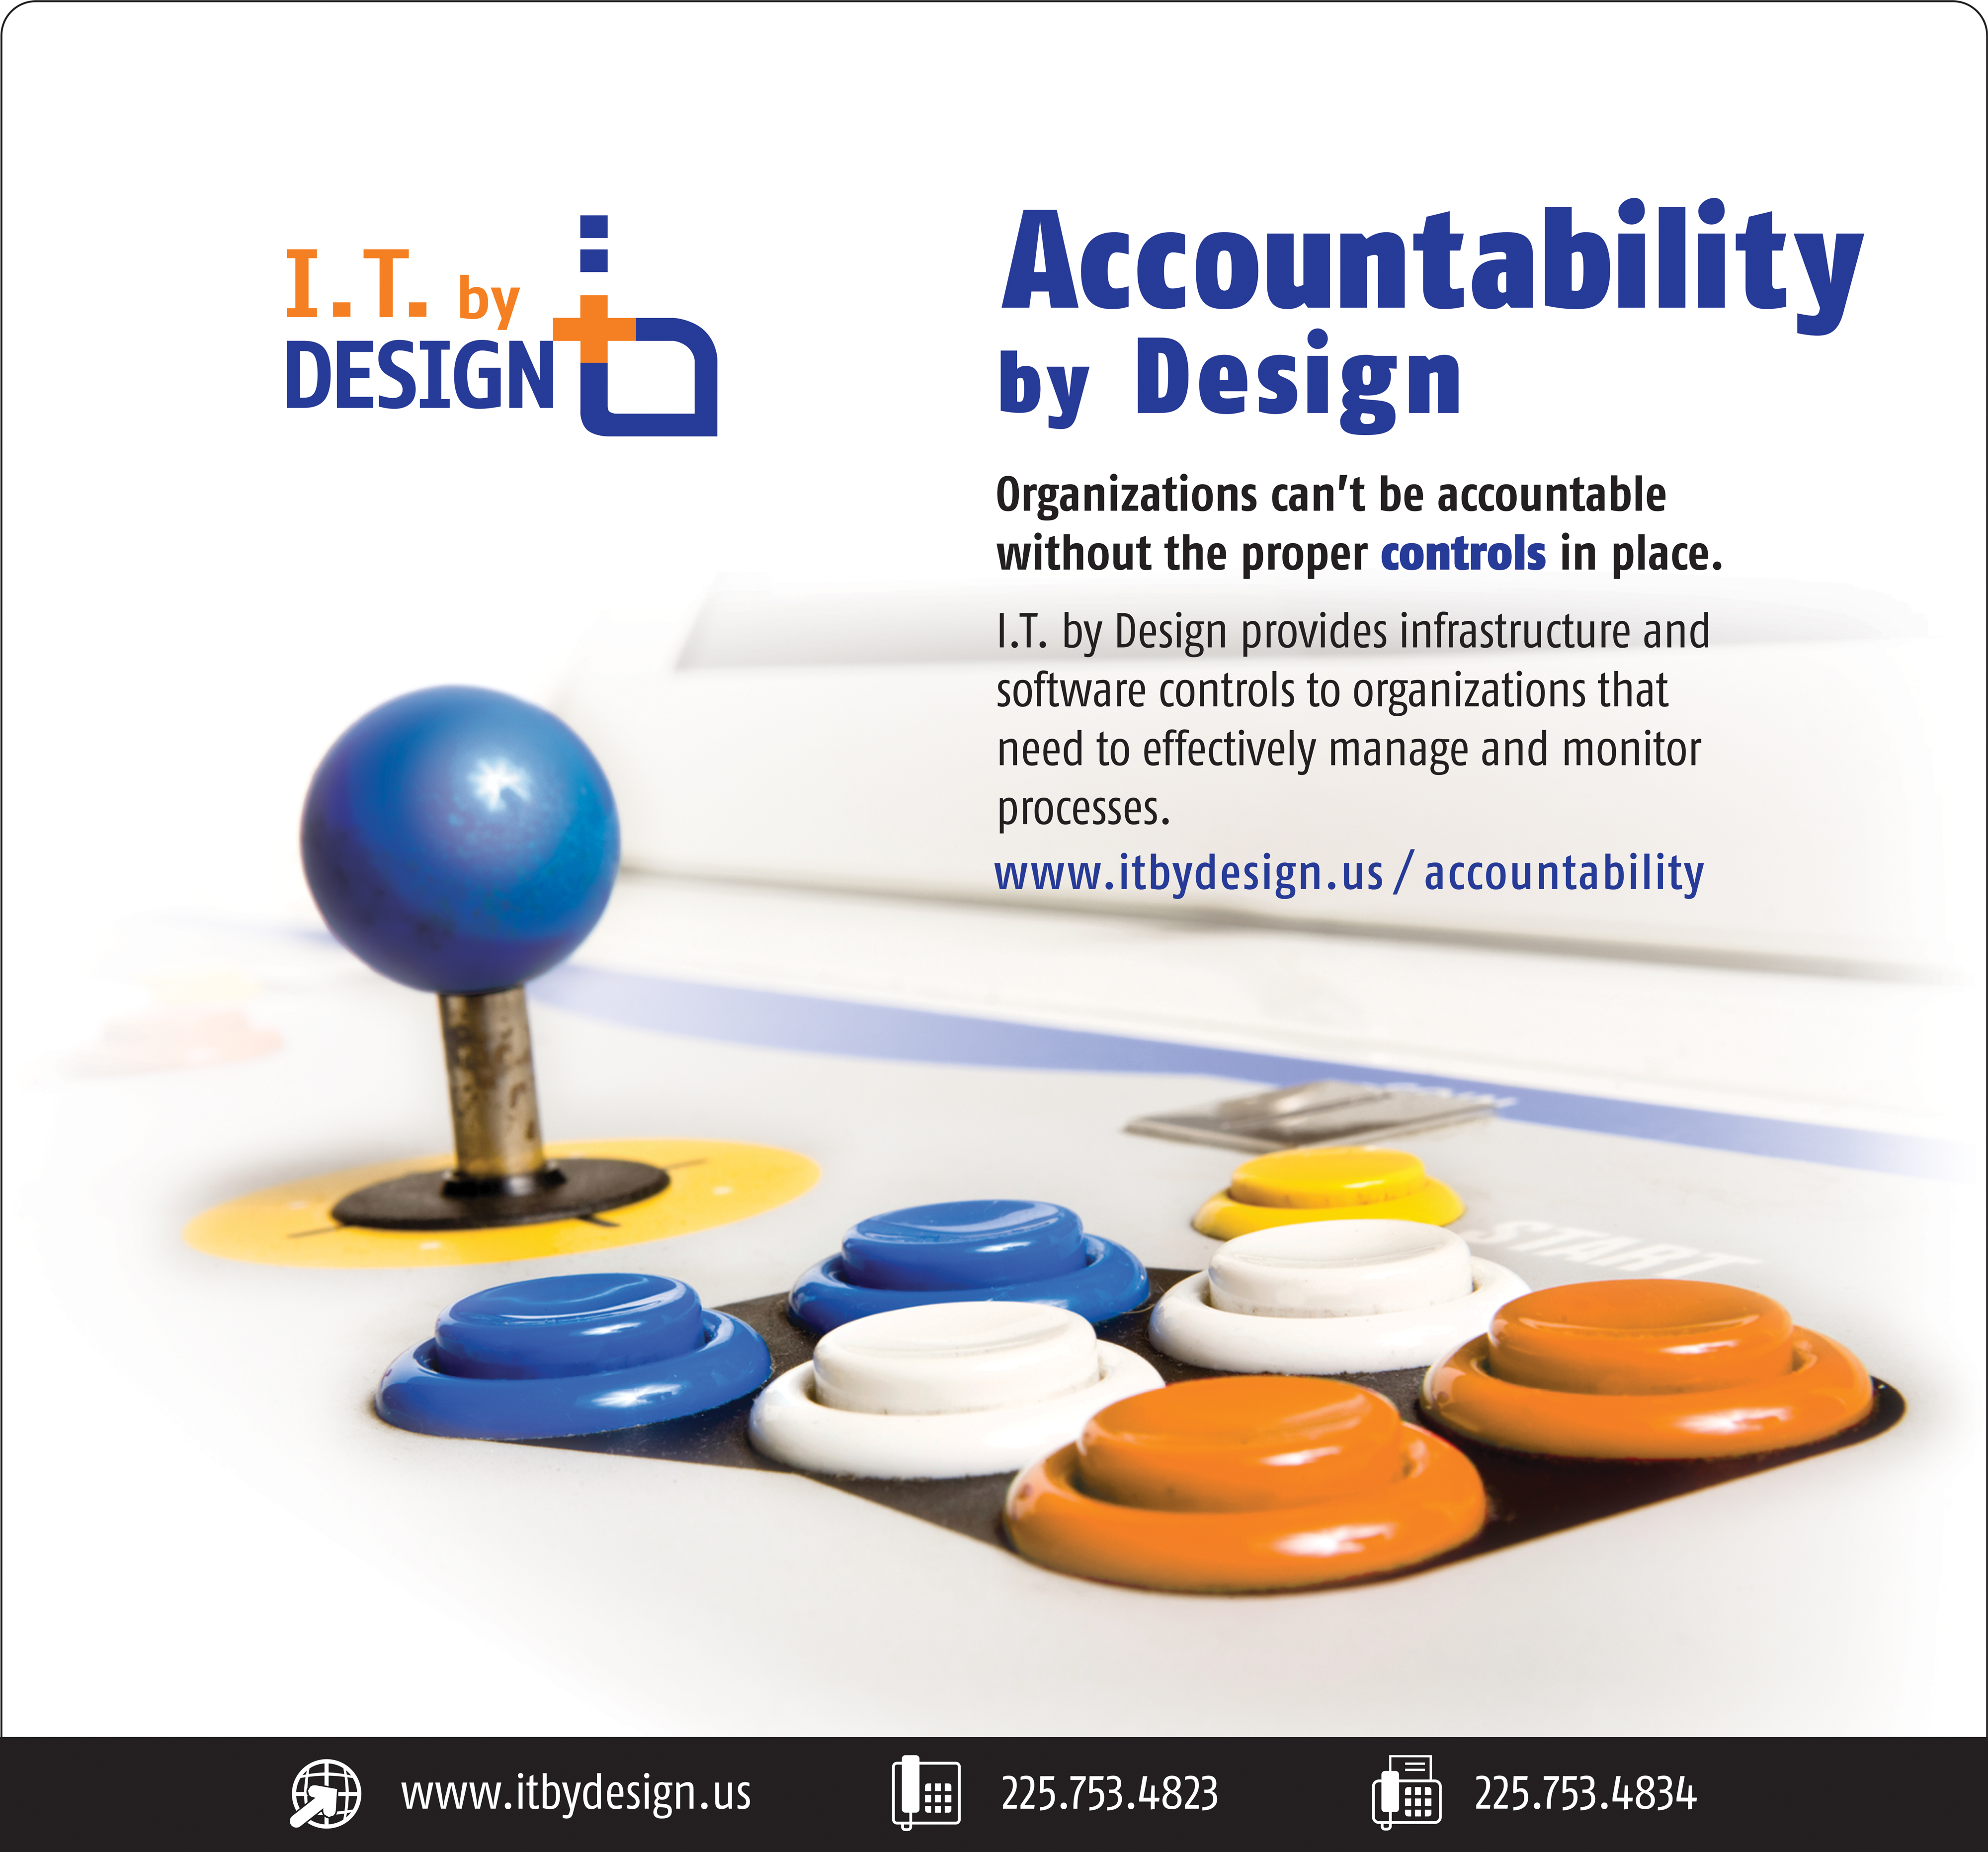 I.T. by
DESIGN
Accountability
by Design
Organizations can't be accountable
without the proper controls in place.
I.T. by Design provides infrastructure and
software controls to organizations that
need to effectively manage and monitor
processes.
www.itbydesign.us / accountability
START
www.itbydesign.us
225.753.4823
225.753.4834